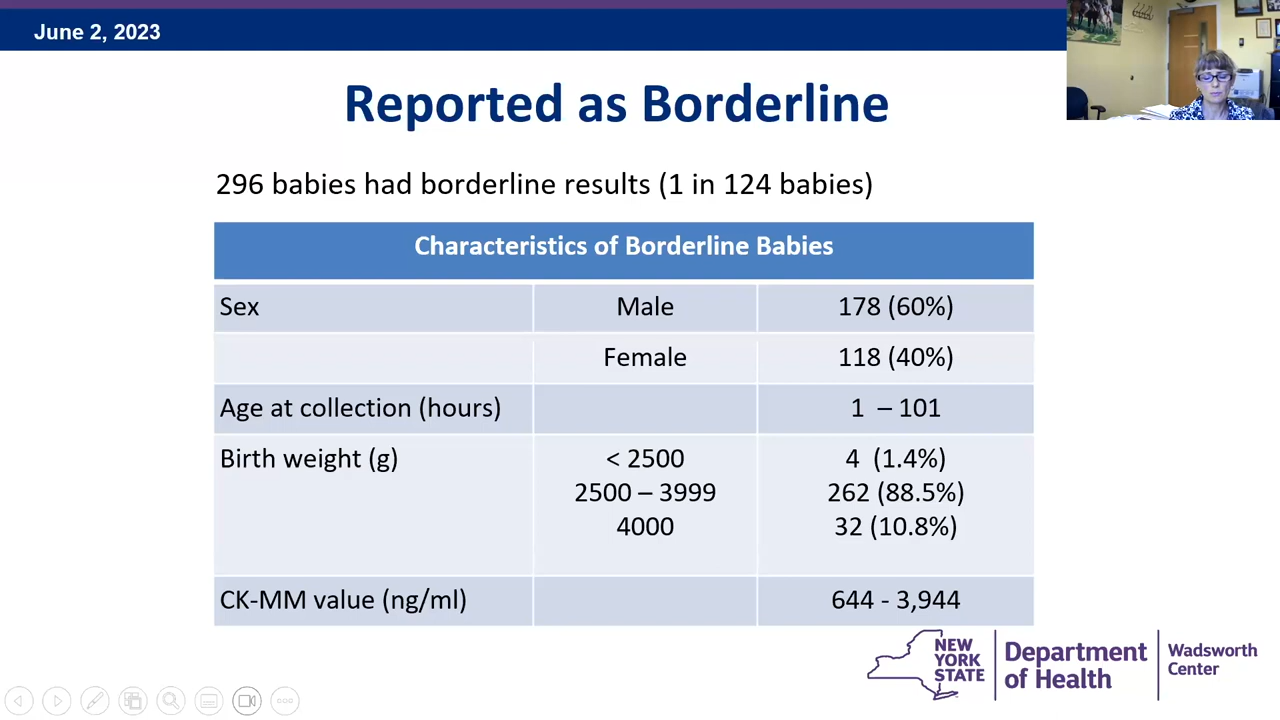 June 2, 2023
Reported as Borderline
296 babies had borderline results (1 in 124 babies)
Characteristics of Borderline Babies
Sex Male 178 (60%)
Female 118 (40%)
Age at collection (hours) 1 – 101
Birth weight (g) < 2500 4 (1.4%)
2500 – 3999 262 (88.5%)
4000 32 (10.8%)
CK-MM value (ng/ml) 644 - 3,944
NEW YORK STATE
Department of Health
Wadsworth Center